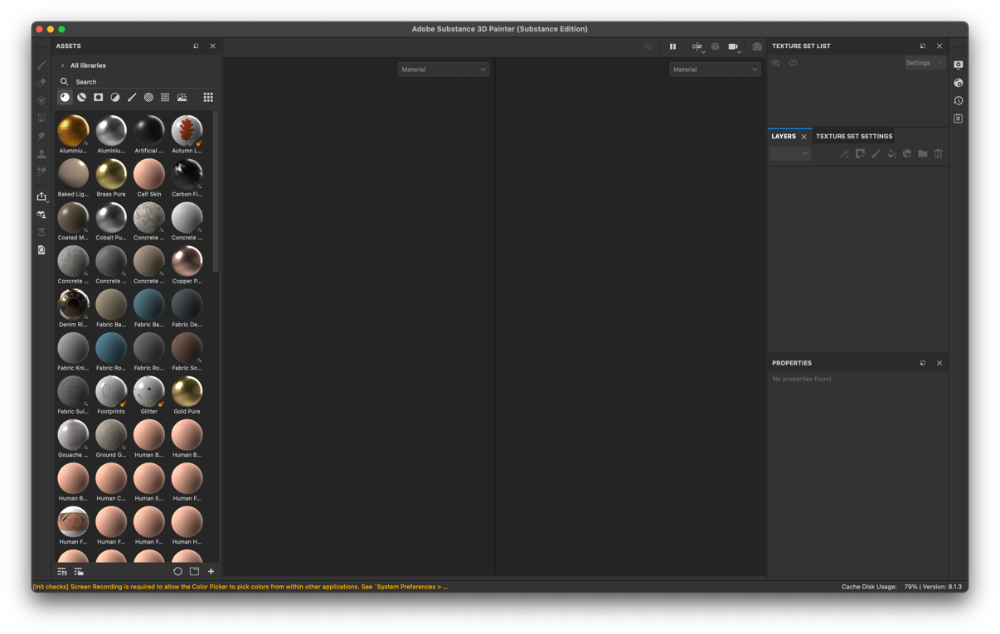 Adobe Substance 3D Painter (Substance Edition)
ASSETS
All libraries
Search
Aluminiu... Aluminiu... Artificial ... Autumn L...
Baked Lig... Brass Pure Calf Skin Carbon Fi...
Coated M... Cobalt Pu... Concrete ... Concrete ...
Concrete ... Concrete ... Concrete ... Copper P...
Denim Ri... Fabric Ba... Fabric Ba... Fabric De...
Fabric Kni... Fabric Ro... Fabric Ro... Fabric So...
Fabric Sui... Footprints Glitter Gold Pure
Gouache ... Ground G... Human B... Human B...
Human B... Human C... Human E... Human F...
Human F... Human F... Human F... Human H...
Material
Material
TEXTURE SET LIST
Settings
LAYERS
TEXTURE SET SETTINGS
PROPERTIES
No properties found
[Init checks] Screen Recording is required to allow the Color Picker to pick colors from within other applications. See `System Preferences > ...
Cache Disk Usage: 79% | Version: 8.1.3